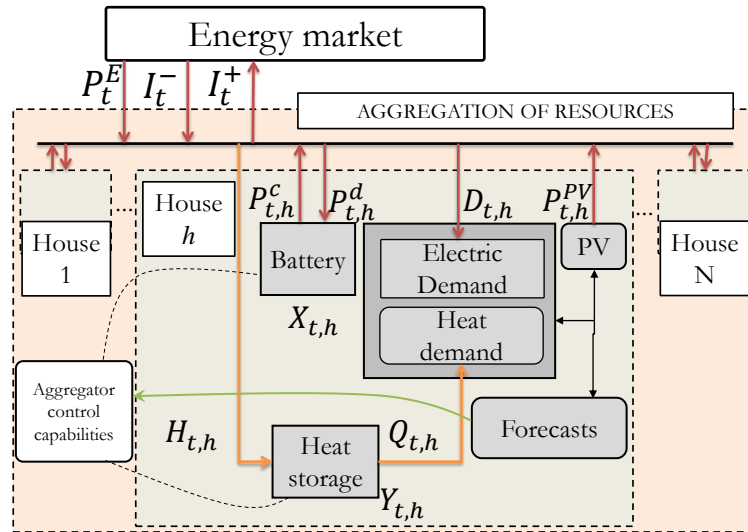 Energy market
P_t^E I_t^- I_t^+
AGGREGATION OF RESOURCES
P_{t,h}^c P_{t,h}^d D_{t,h} P_{t,h}^{PV}
House
1
...
House
h
Battery
X_{t,h}
Electric
Demand
Heat
demand
PV
...
House
N
Aggregator
control
capabilities
H_{t,h}
Heat
storage
Q_{t,h}
Y_{t,h}
Forecasts